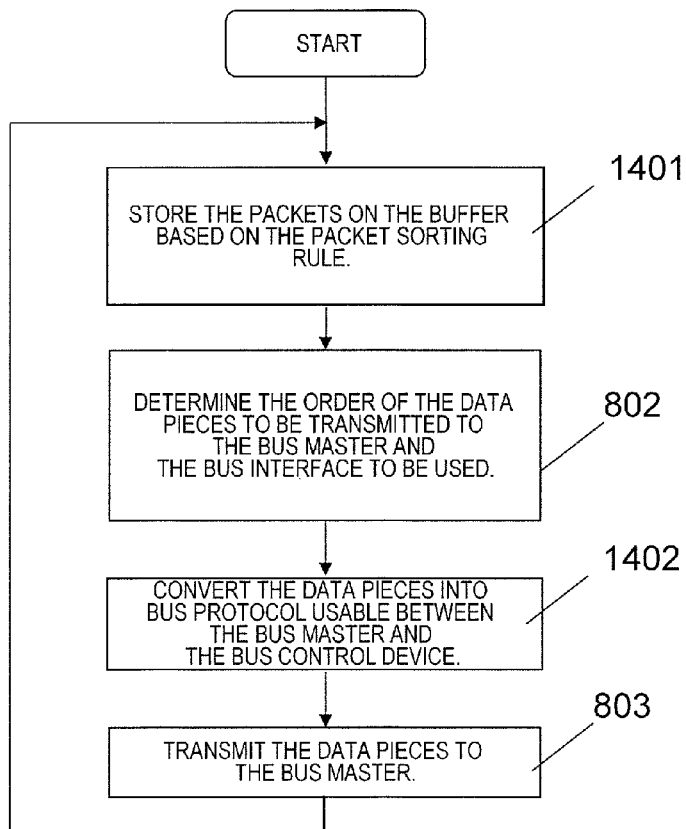 START
1401
STORE THE PACKETS ON THE BUFFER
BASED ON THE PACKET SORTING
RULE.
802
DETERMINE THE ORDER OF THE DATA
PIECES TO BE TRANSMITTED TO
THE BUS MASTER AND
THE BUS INTERFACE TO BE USED.
1402
CONVERT THE DATA PIECES INTO
BUS PROTOCOL USABLE BETWEEN
THE BUS MASTER AND
THE BUS CONTROL DEVICE.
803
TRANSMIT THE DATA PIECES TO
THE BUS MASTER.